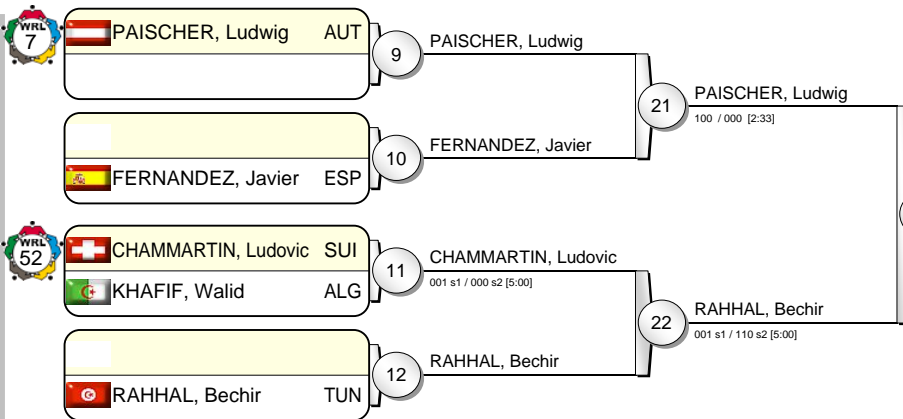 WRL
7
PAISCHER, Ludwig AUT
9
PAISCHER, Ludwig
10
FERNANDEZ, Javier ESP
FERNANDEZ, Javier
21
PAISCHER, Ludwig
100 / 000 [2:33]
WRL
52
CHAMMARTIN, Ludovic SUI
KHAFIF, Walid ALG
11
CHAMMARTIN, Ludovic
001 s1 / 000 s2 [5:00]
12
RAHHAL, Bechir TUN
RAHHAL, Bechir
22
RAHHAL, Bechir
001 s1 / 110 s2 [5:00]